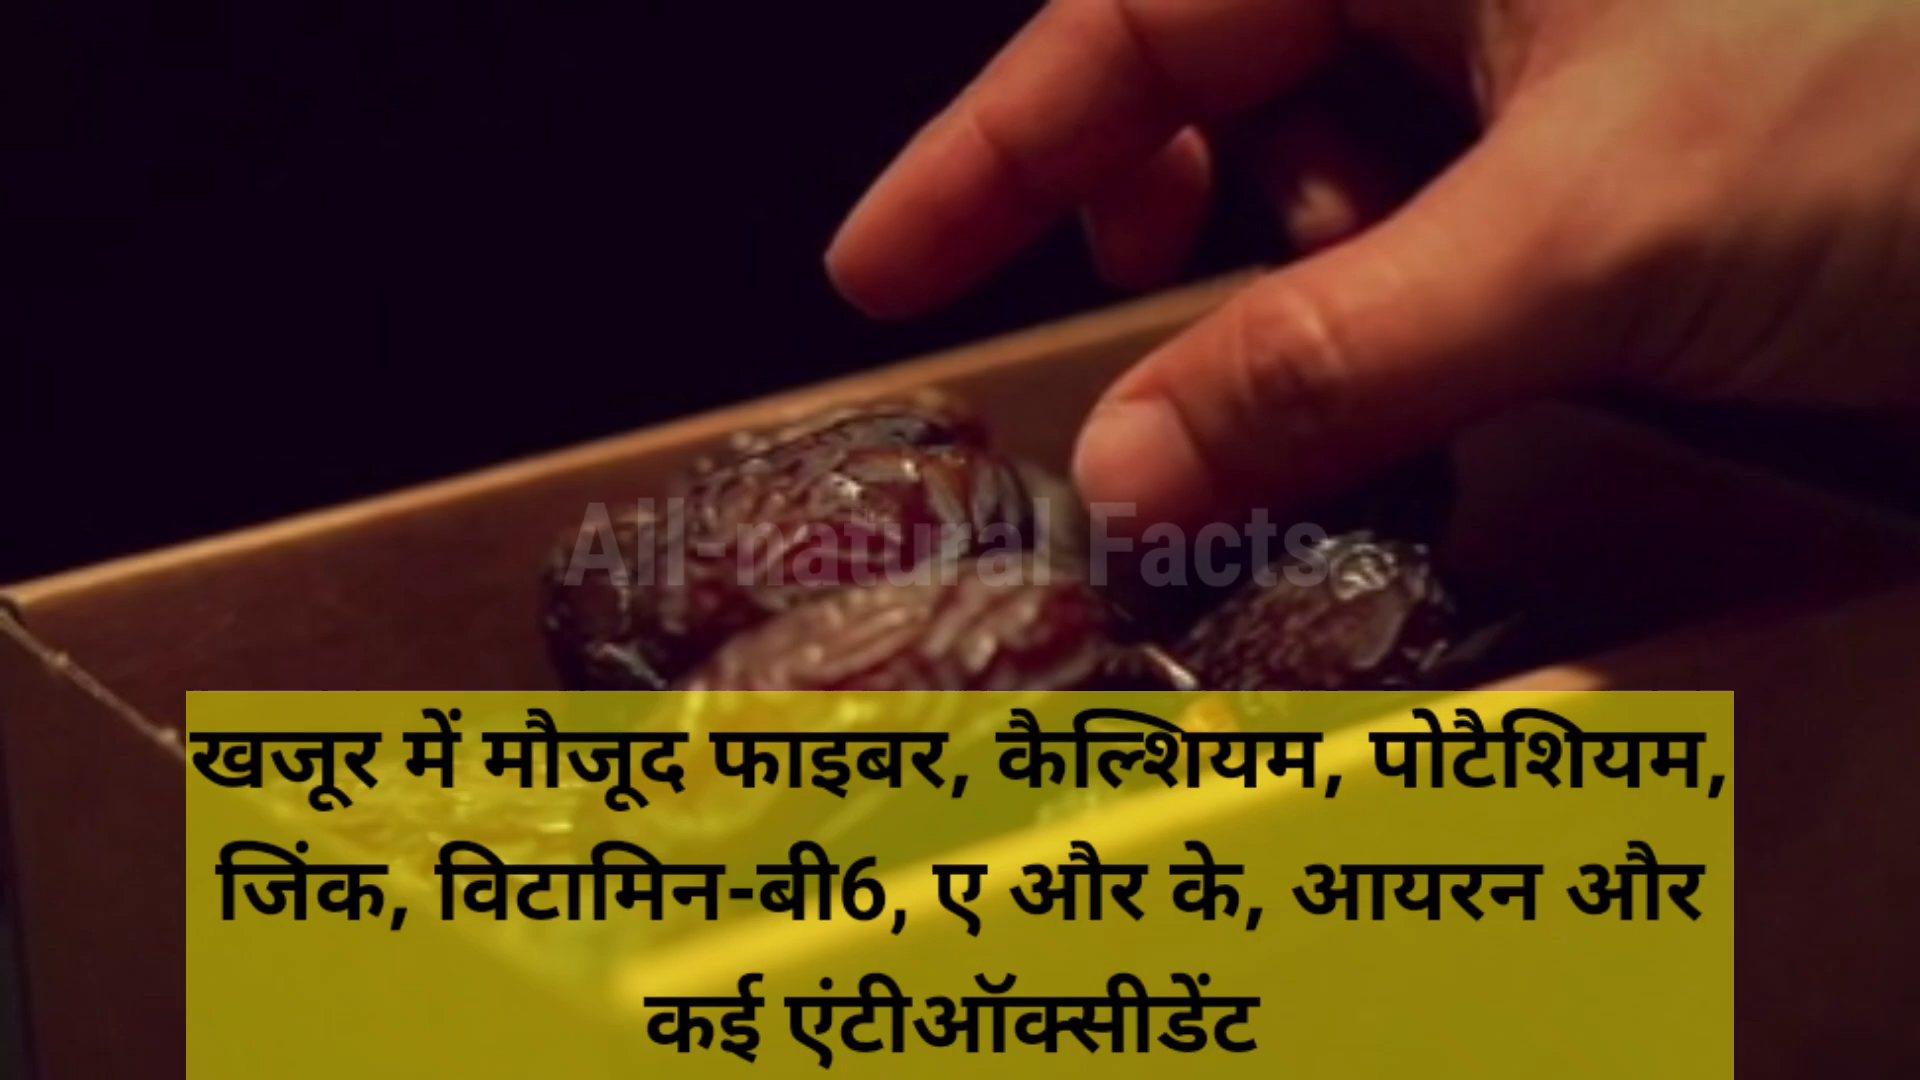 All-natural Facts
खजूर में मौजूद फाइबर, कैल्शियम, पोटैशियम,
जिंक, विटामिन-बी6, ए और के, आयरन और
कई एंटीऑक्सीडेंट